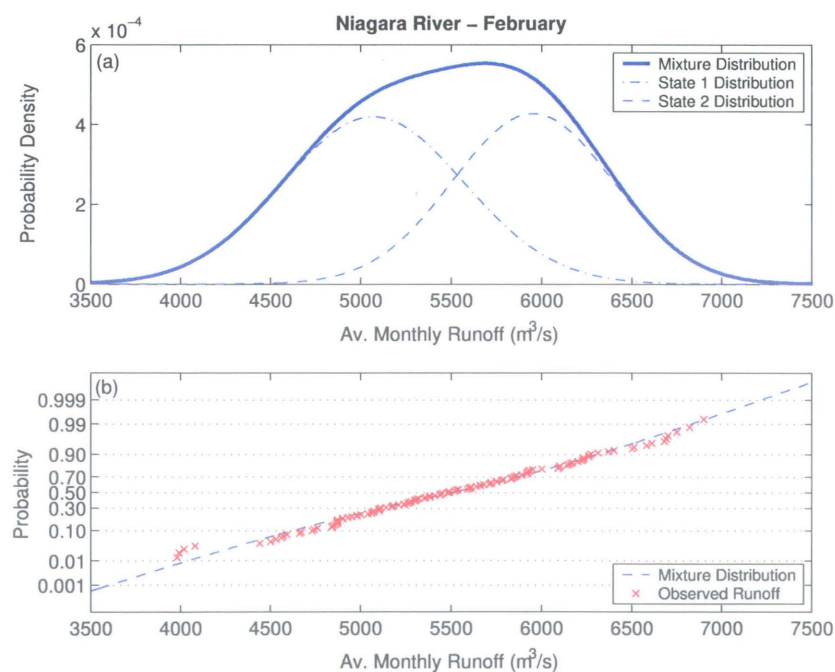 Niagara River – February
x 10⁻⁴
(a)
6
4
2
0
Probability Density
Mixture Distribution
State 1 Distribution
State 2 Distribution
3500 4000 4500 5000 5500 6000 6500 7000 7500
Av. Monthly Runoff (m³/s)
(b)
0.999
0.99
0.90
0.70
0.50
0.30
0.10
0.01
0.001
Probability
Mixture Distribution
Observed Runoff
3500 4000 4500 5000 5500 6000 6500 7000 7500
Av. Monthly Runoff (m³/s)